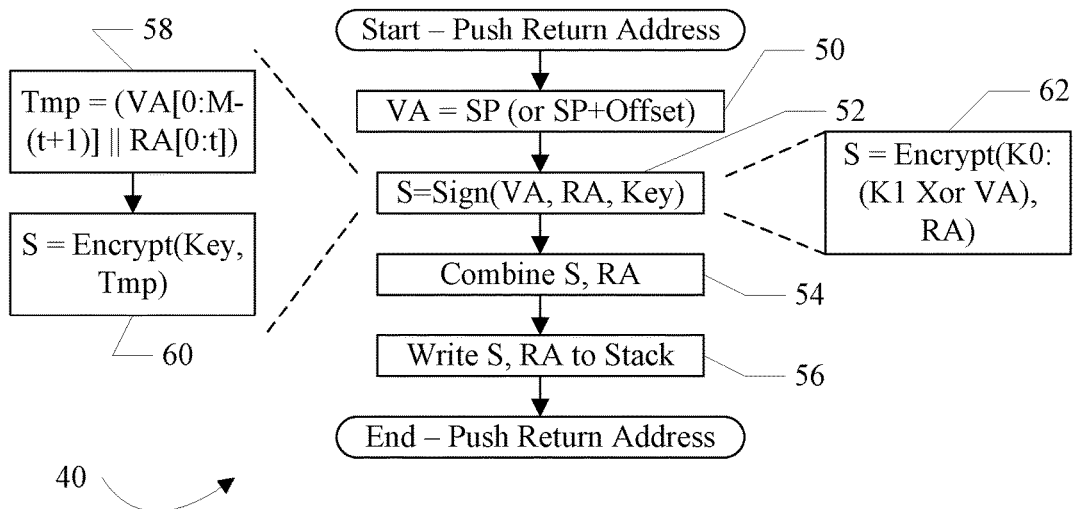 58
Tmp = (VA[0:M-
(t+1)] || RA[0:t])
S = Encrypt(Key,
Tmp)
60
Start – Push Return Address
50
VA = SP (or SP+Offset)
52
S=Sign(VA, RA, Key)
62
S = Encrypt(K0:
(K1 Xor VA),
RA)
Combine S, RA
54
Write S, RA to Stack
56
End – Push Return Address
40